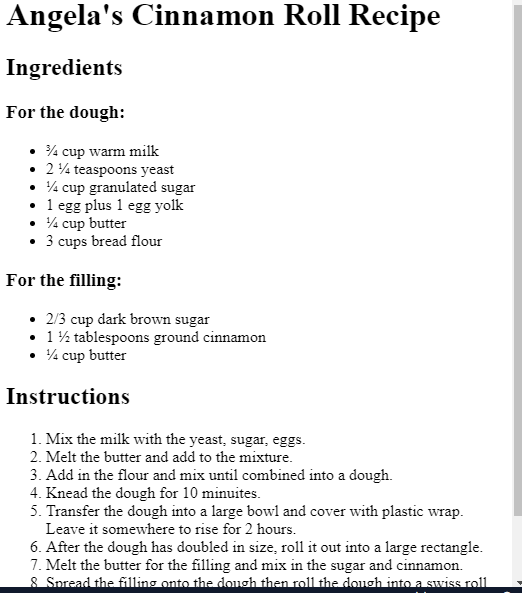 Angela's Cinnamon Roll Recipe
Ingredients
For the dough:
• ¾ cup warm milk
• 2 ¼ teaspoons yeast
• ¼ cup granulated sugar
• 1 egg plus 1 egg yolk
• ¼ cup butter
• 3 cups bread flour
For the filling:
• 2/3 cup dark brown sugar
• 1 ½ tablespoons ground cinnamon
• ¼ cup butter
Instructions
1. Mix the milk with the yeast, sugar, eggs.
2. Melt the butter and add to the mixture.
3. Add in the flour and mix until combined into a dough.
4. Knead the dough for 10 minuites.
5. Transfer the dough into a large bowl and cover with plastic wrap.
Leave it somewhere to rise for 2 hours.
6. After the dough has doubled in size, roll it out into a large rectangle.
7. Melt the butter for the filling and mix in the sugar and cinnamon.
8. Spread the filling onto the dough then roll the dough into a swiss roll